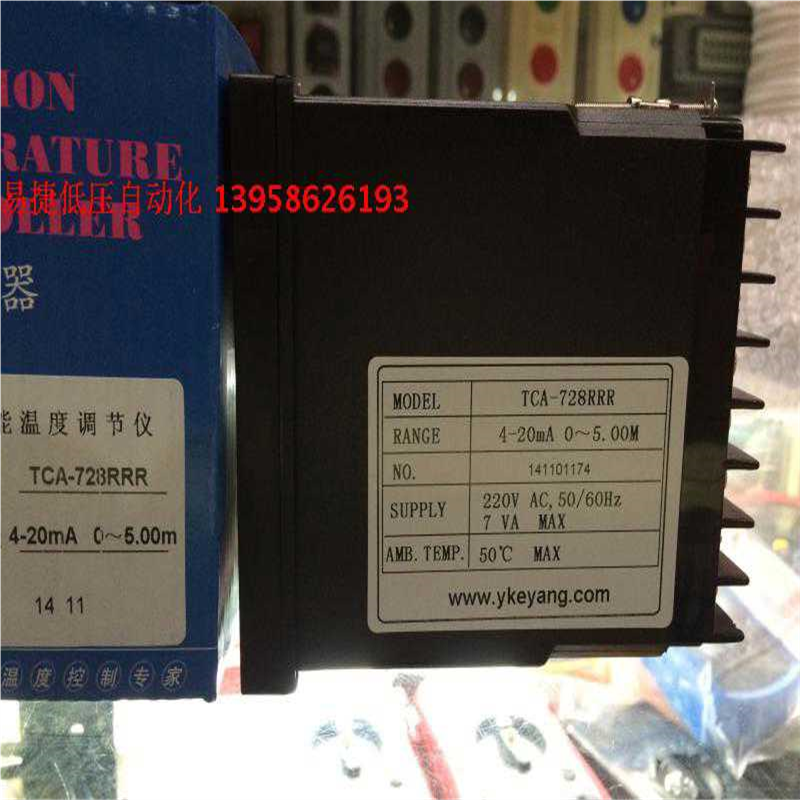 ION
RATURE
易捷低压自动化 13958626193
OLLER
器
能温度调节仪
TCA-728RRR
4-20mA 0～5.00m
14 11
温度控制专家
MODEL TCA-728RRR
RANGE 4-20mA 0～5.00M
NO. 141101174
SUPPLY 220V AC,50/60Hz
7 VA MAX
AMB.TEMP. 50℃ MAX
www.ykeyang.com